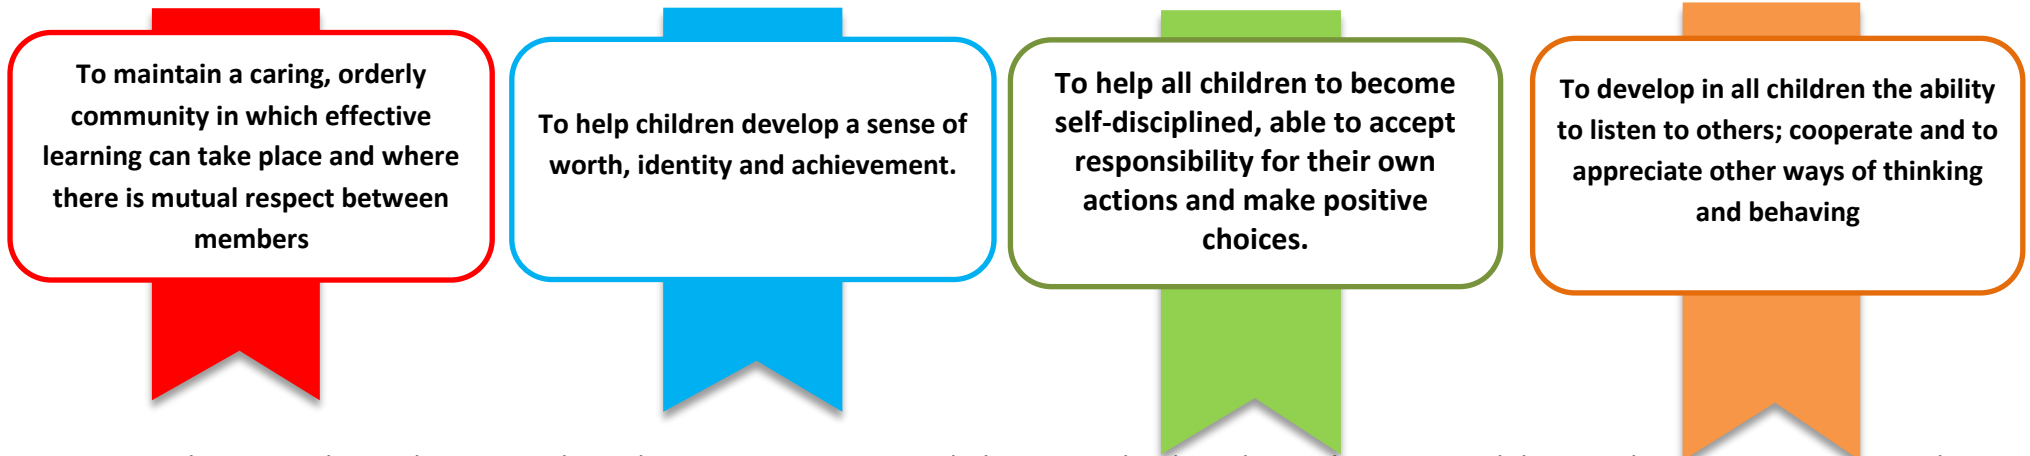 To maintain a caring, orderly
community in which effective
learning can take place and where
there is mutual respect between
members
To help children develop a sense of
worth, identity and achievement.
To help all children to become
self-disciplined, able to accept
responsibility for their own
actions and make positive
choices.
To develop in all children the ability
to listen to others; cooperate and to
appreciate other ways of thinking
and behaving